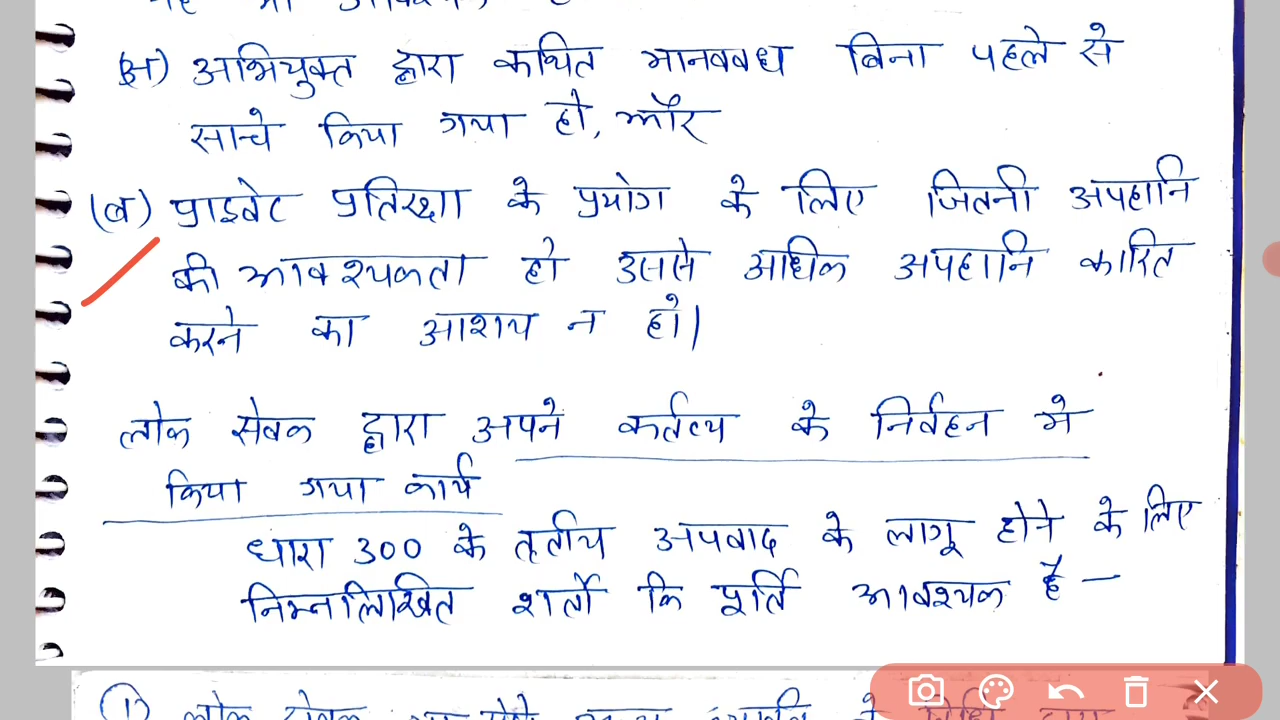 (अ) अभियुक्त द्वारा कथित मानववध बिना पहले से
साचे किया गया हो, और
(ब) प्राइवेट प्रतिरक्षा के प्रयोग के लिए जितनी अपहानि
की आवश्यकता हो उससे अधिक अपहानि कारित
करने का आशय न हो।
लोक सेवक द्वारा अपने कर्तव्य के निर्वहन मे
किया गया कार्य
धारा 300 के तृतीय अपवाद के लागू होने के लिए
निम्नलिखित शर्तो कि पूर्ति आवश्यक है —